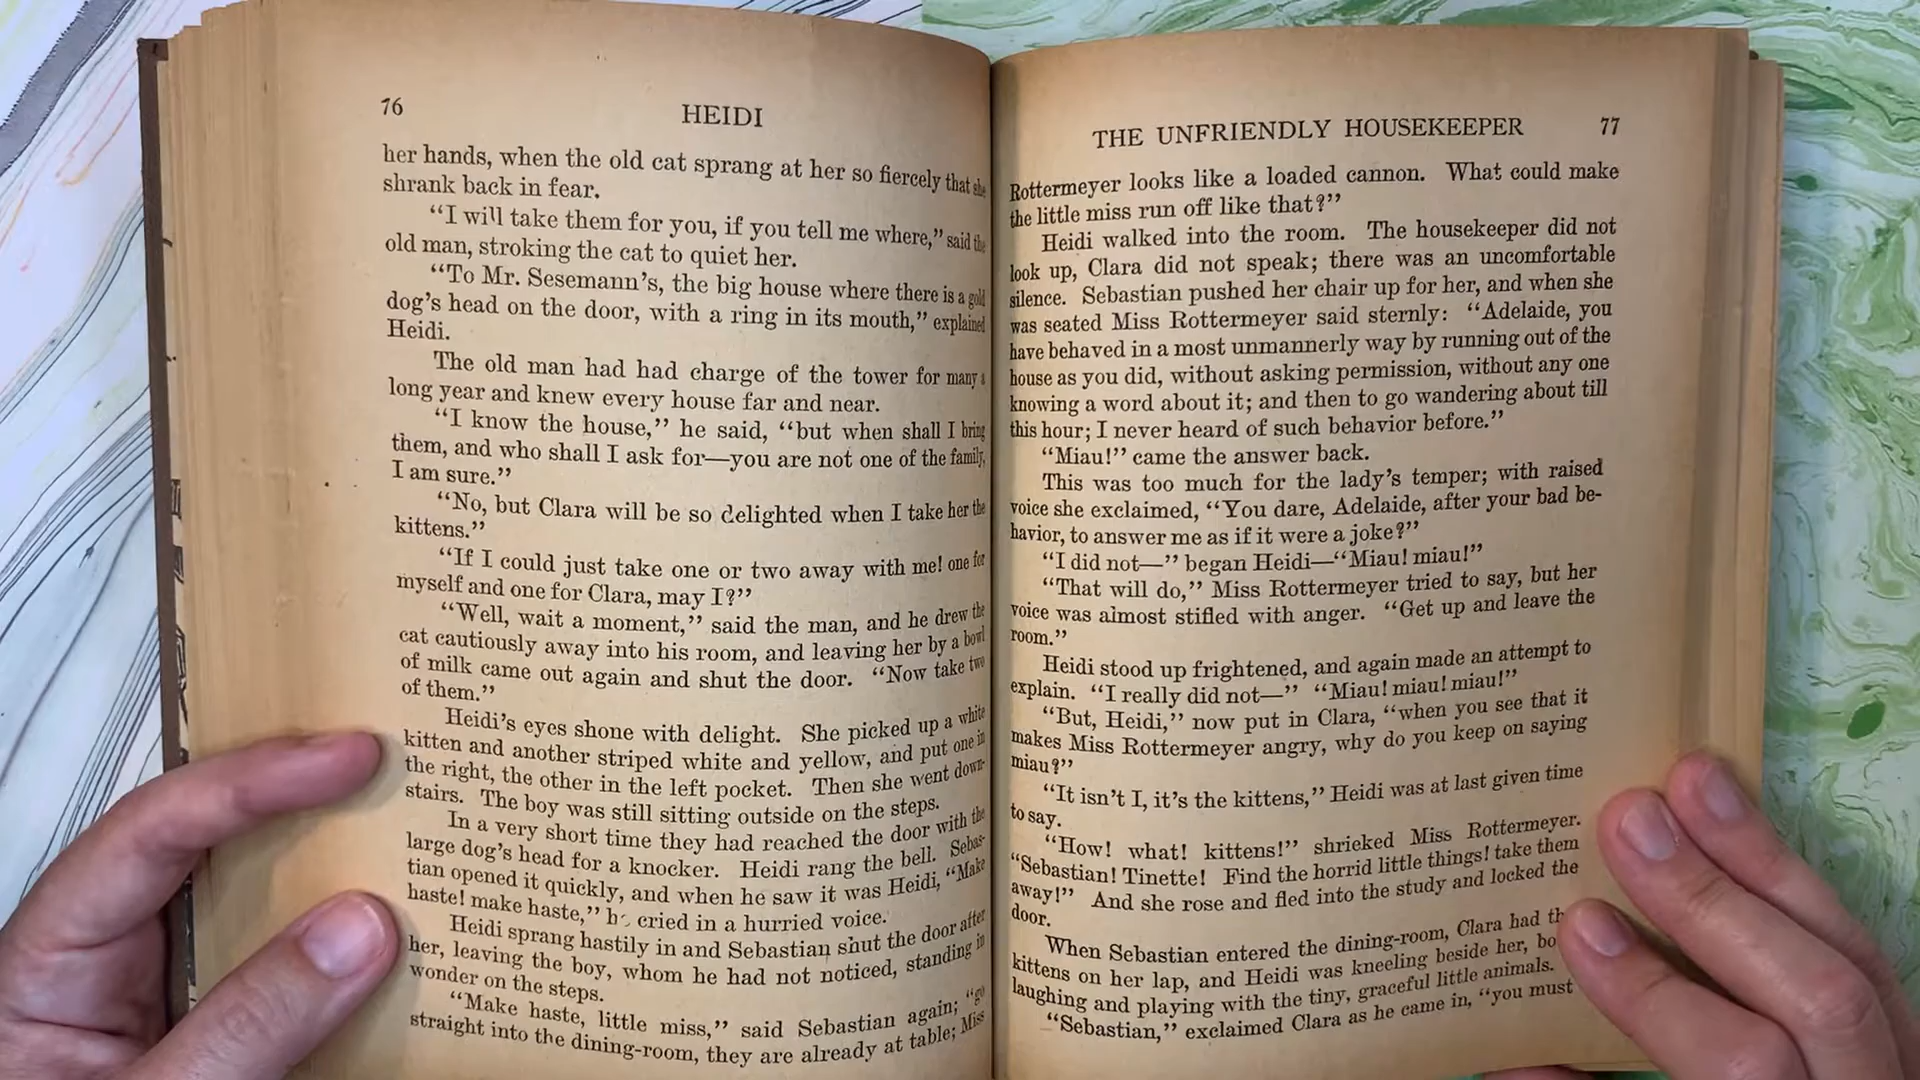 76
HEIDI
her hands, when the old cat sprang at her so fiercely that she
shrank back in fear.
“I will take them for you, if you tell me where,” said the
old man, stroking the cat to quiet her.
“To Mr. Sesemann’s, the big house where there is a gold
dog’s head on the door, with a ring in its mouth,” explained
Heidi.
The old man had had charge of the tower for many a
long year and knew every house far and near.
“I know the house,” he said, “but when shall I bring
them, and who shall I ask for—you are not one of the family,
I am sure.”
“No, but Clara will be so delighted when I take her the
kittens.”
“If I could just take one or two away with me! one for
myself and one for Clara, may I?”
“Well, wait a moment,” said the man, and he drew the
cat cautiously away into his room, and leaving her by a bowl
of milk came out again and shut the door. “Now take two
of them.”
Heidi’s eyes shone with delight. She picked up a white
kitten and another striped white and yellow, and put one in
the right, the other in the left pocket. Then she went down-
stairs. The boy was still sitting outside on the steps.
In a very short time they had reached the door with the
large dog’s head for a knocker. Heidi rang the bell. Sebas-
tian opened it quickly, and when he saw it was Heidi, “Make
haste! make haste,” he cried in a hurried voice.
Heidi sprang hastily in and Sebastian shut the door after
her, leaving the boy, whom he had not noticed, standing in
wonder on the steps.
“Make haste, little miss,” said Sebastian again; “go
straight into the dining-room, they are already at table; Miss
THE UNFRIENDLY HOUSEKEEPER
77
Rottermeyer looks like a loaded cannon. What could make
the little miss run off like that?”
Heidi walked into the room. The housekeeper did not
look up, Clara did not speak; there was an uncomfortable
silence. Sebastian pushed her chair up for her, and when she
was seated Miss Rottermeyer said sternly: “Adelaide, you
have behaved in a most unmannerly way by running out of the
house as you did, without asking permission, without any one
knowing a word about it; and then to go wandering about till
this hour; I never heard of such behavior before.”
“Miau!” came the answer back.
This was too much for the lady’s temper; with raised
voice she exclaimed, “You dare, Adelaide, after your bad be-
havior, to answer me as if it were a joke?”
“I did not—” began Heidi—“Miau! miau!”
“That will do,” Miss Rottermeyer tried to say, but her
voice was almost stifled with anger. “Get up and leave the
room.”
Heidi stood up frightened, and again made an attempt to
explain. “I really did not—” “Miau! miau! miau!”
“But, Heidi,” now put in Clara, “when you see that it
makes Miss Rottermeyer angry, why do you keep on saying
miau?”
“It isn’t I, it’s the kittens,” Heidi was at last given time
to say.
“How! what! kittens!” shrieked Miss Rottermeyer.
“Sebastian! Tinette! Find the horrid little things! take them
away!” And she rose and fled into the study and locked the
door.
When Sebastian entered the dining-room, Clara had th
kittens on her lap, and Heidi was kneeling beside her, bo
laughing and playing with the tiny, graceful little animals.
“Sebastian,” exclaimed Clara as he came in, “you must